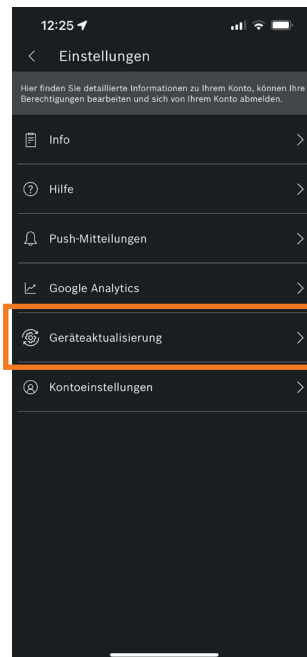 12:25
Einstellungen
Hier finden Sie detaillierte Informationen zu Ihrem Konto, können Ihre
Berechtigungen bearbeiten und sich von Ihrem Konto abmelden.
Info
Hilfe
Push-Mitteilungen
Google Analytics
Geräteaktualisierung
Kontoeinstellungen